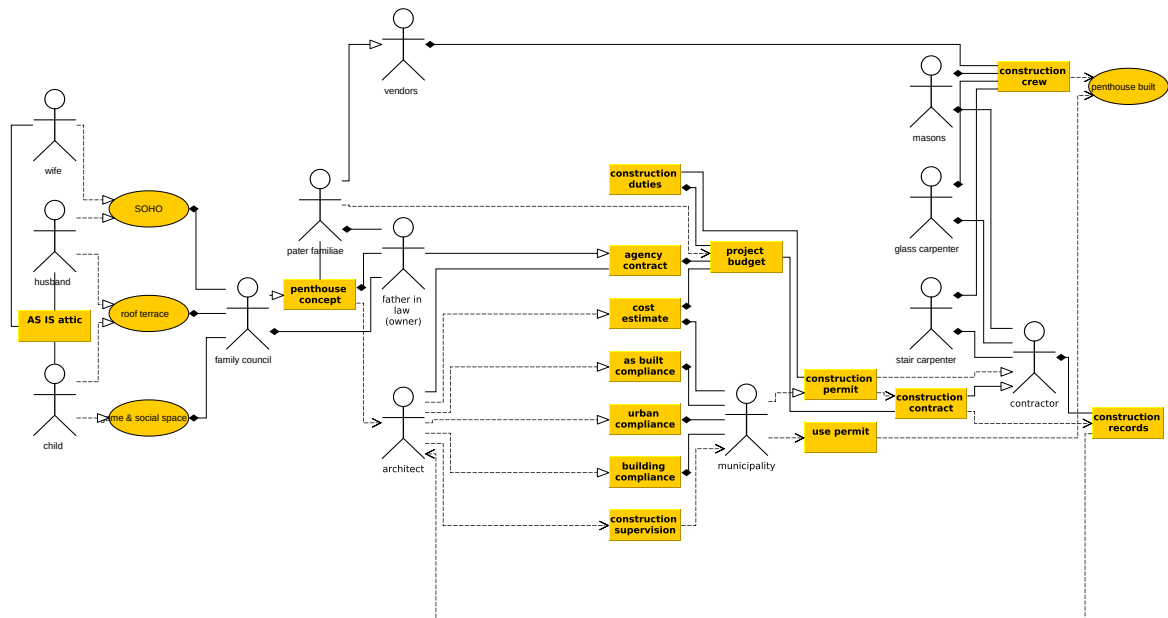 vendors
construction
crew
penthouse built
masons
wife
construction
duties
SOHO
pater familiae
glass carpenter
project
budget
agency
contract
husband
penthouse
concept
father in
law
(owner)
AS IS attic
roof terrace
cost
estimate
family council
stair carpenter
as built
compliance
construction
permit
construction
contract
contractor
me & social space
urban
compliance
construction
records
use permit
child
architect
municipality
building
compliance
construction
supervision